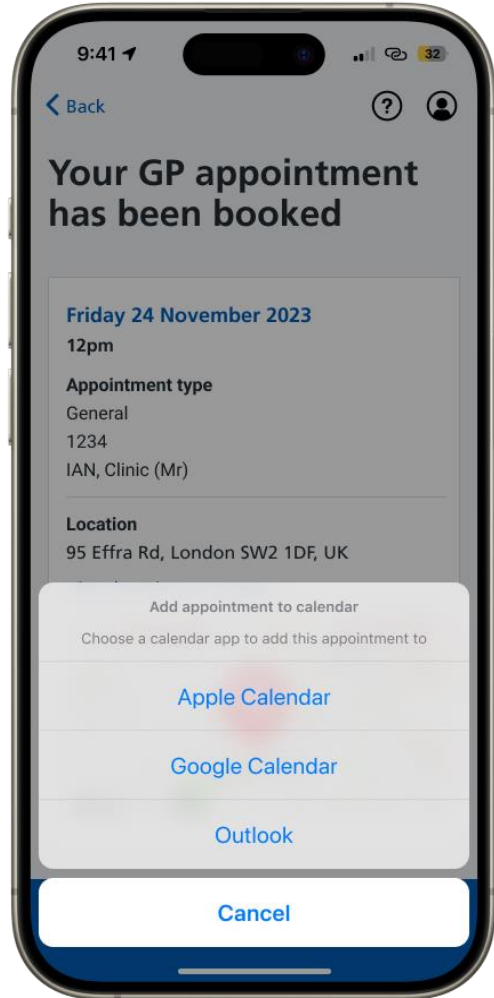 9:41
32
Back
?
Your GP appointment
has been booked
Friday 24 November 2023
12pm
Appointment type
General
1234
IAN, Clinic (Mr)
Location
95 Effra Rd, London SW2 1DF, UK
Add appointment to calendar
Choose a calendar app to add this appointment to
Apple Calendar
Google Calendar
Outlook
Cancel